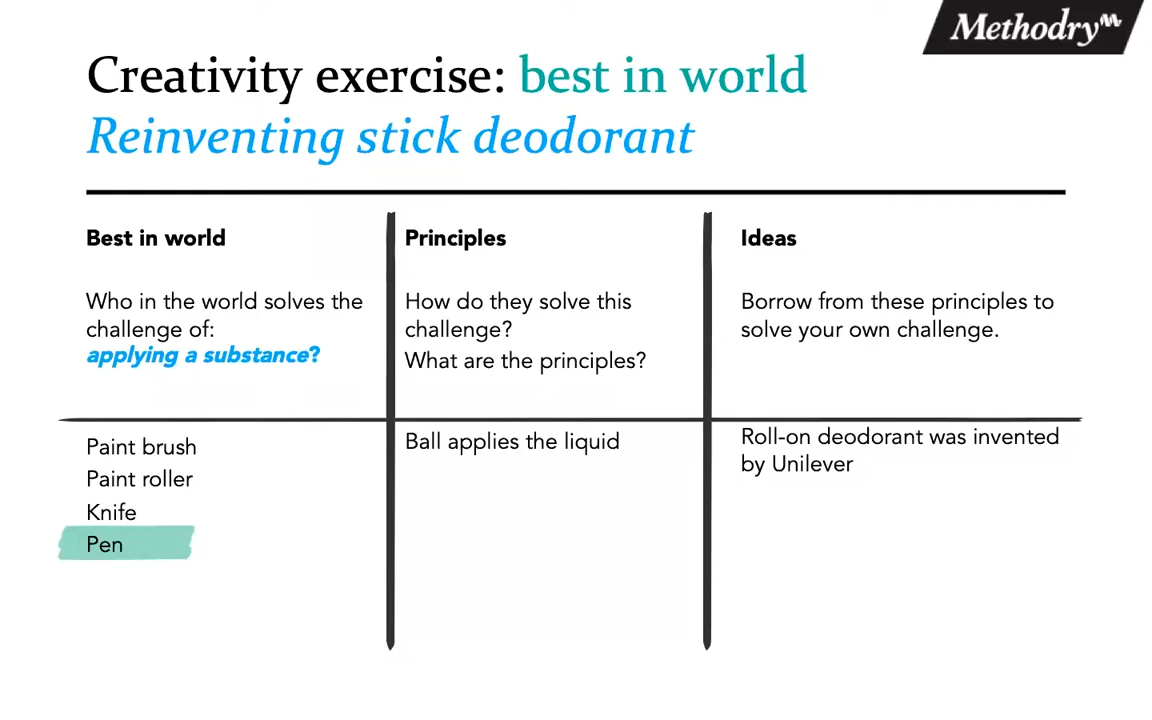 Methodry
Creativity exercise: best in world
Reinventing stick deodorant
Best in world
Who in the world solves the
challenge of:
applying a substance?
Principles
How do they solve this
challenge?
What are the principles?
Ideas
Borrow from these principles to
solve your own challenge.
Paint brush
Paint roller
Knife
Pen
Ball applies the liquid
Roll-on deodorant was invented
by Unilever